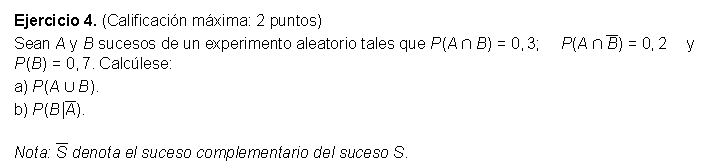 Ejercicio 4. (Calificación máxima: 2 puntos)
Sean A y B sucesos de un experimento aleatorio tales que P(A ∩ B) = 0, 3; P(A ∩ B̅) = 0, 2 y
P(B) = 0, 7. Calcúlese:
a) P(A ∪ B).
b) P(B|A̅).
Nota: S̅ denota el suceso complementario del suceso S.